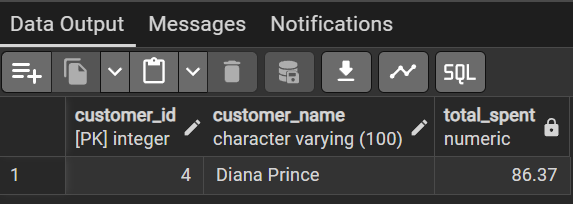 Data Output Messages Notifications
SQL
customer_id customer_name total_spent
[PK] integer character varying (100) numeric
1 4 Diana Prince 86.37